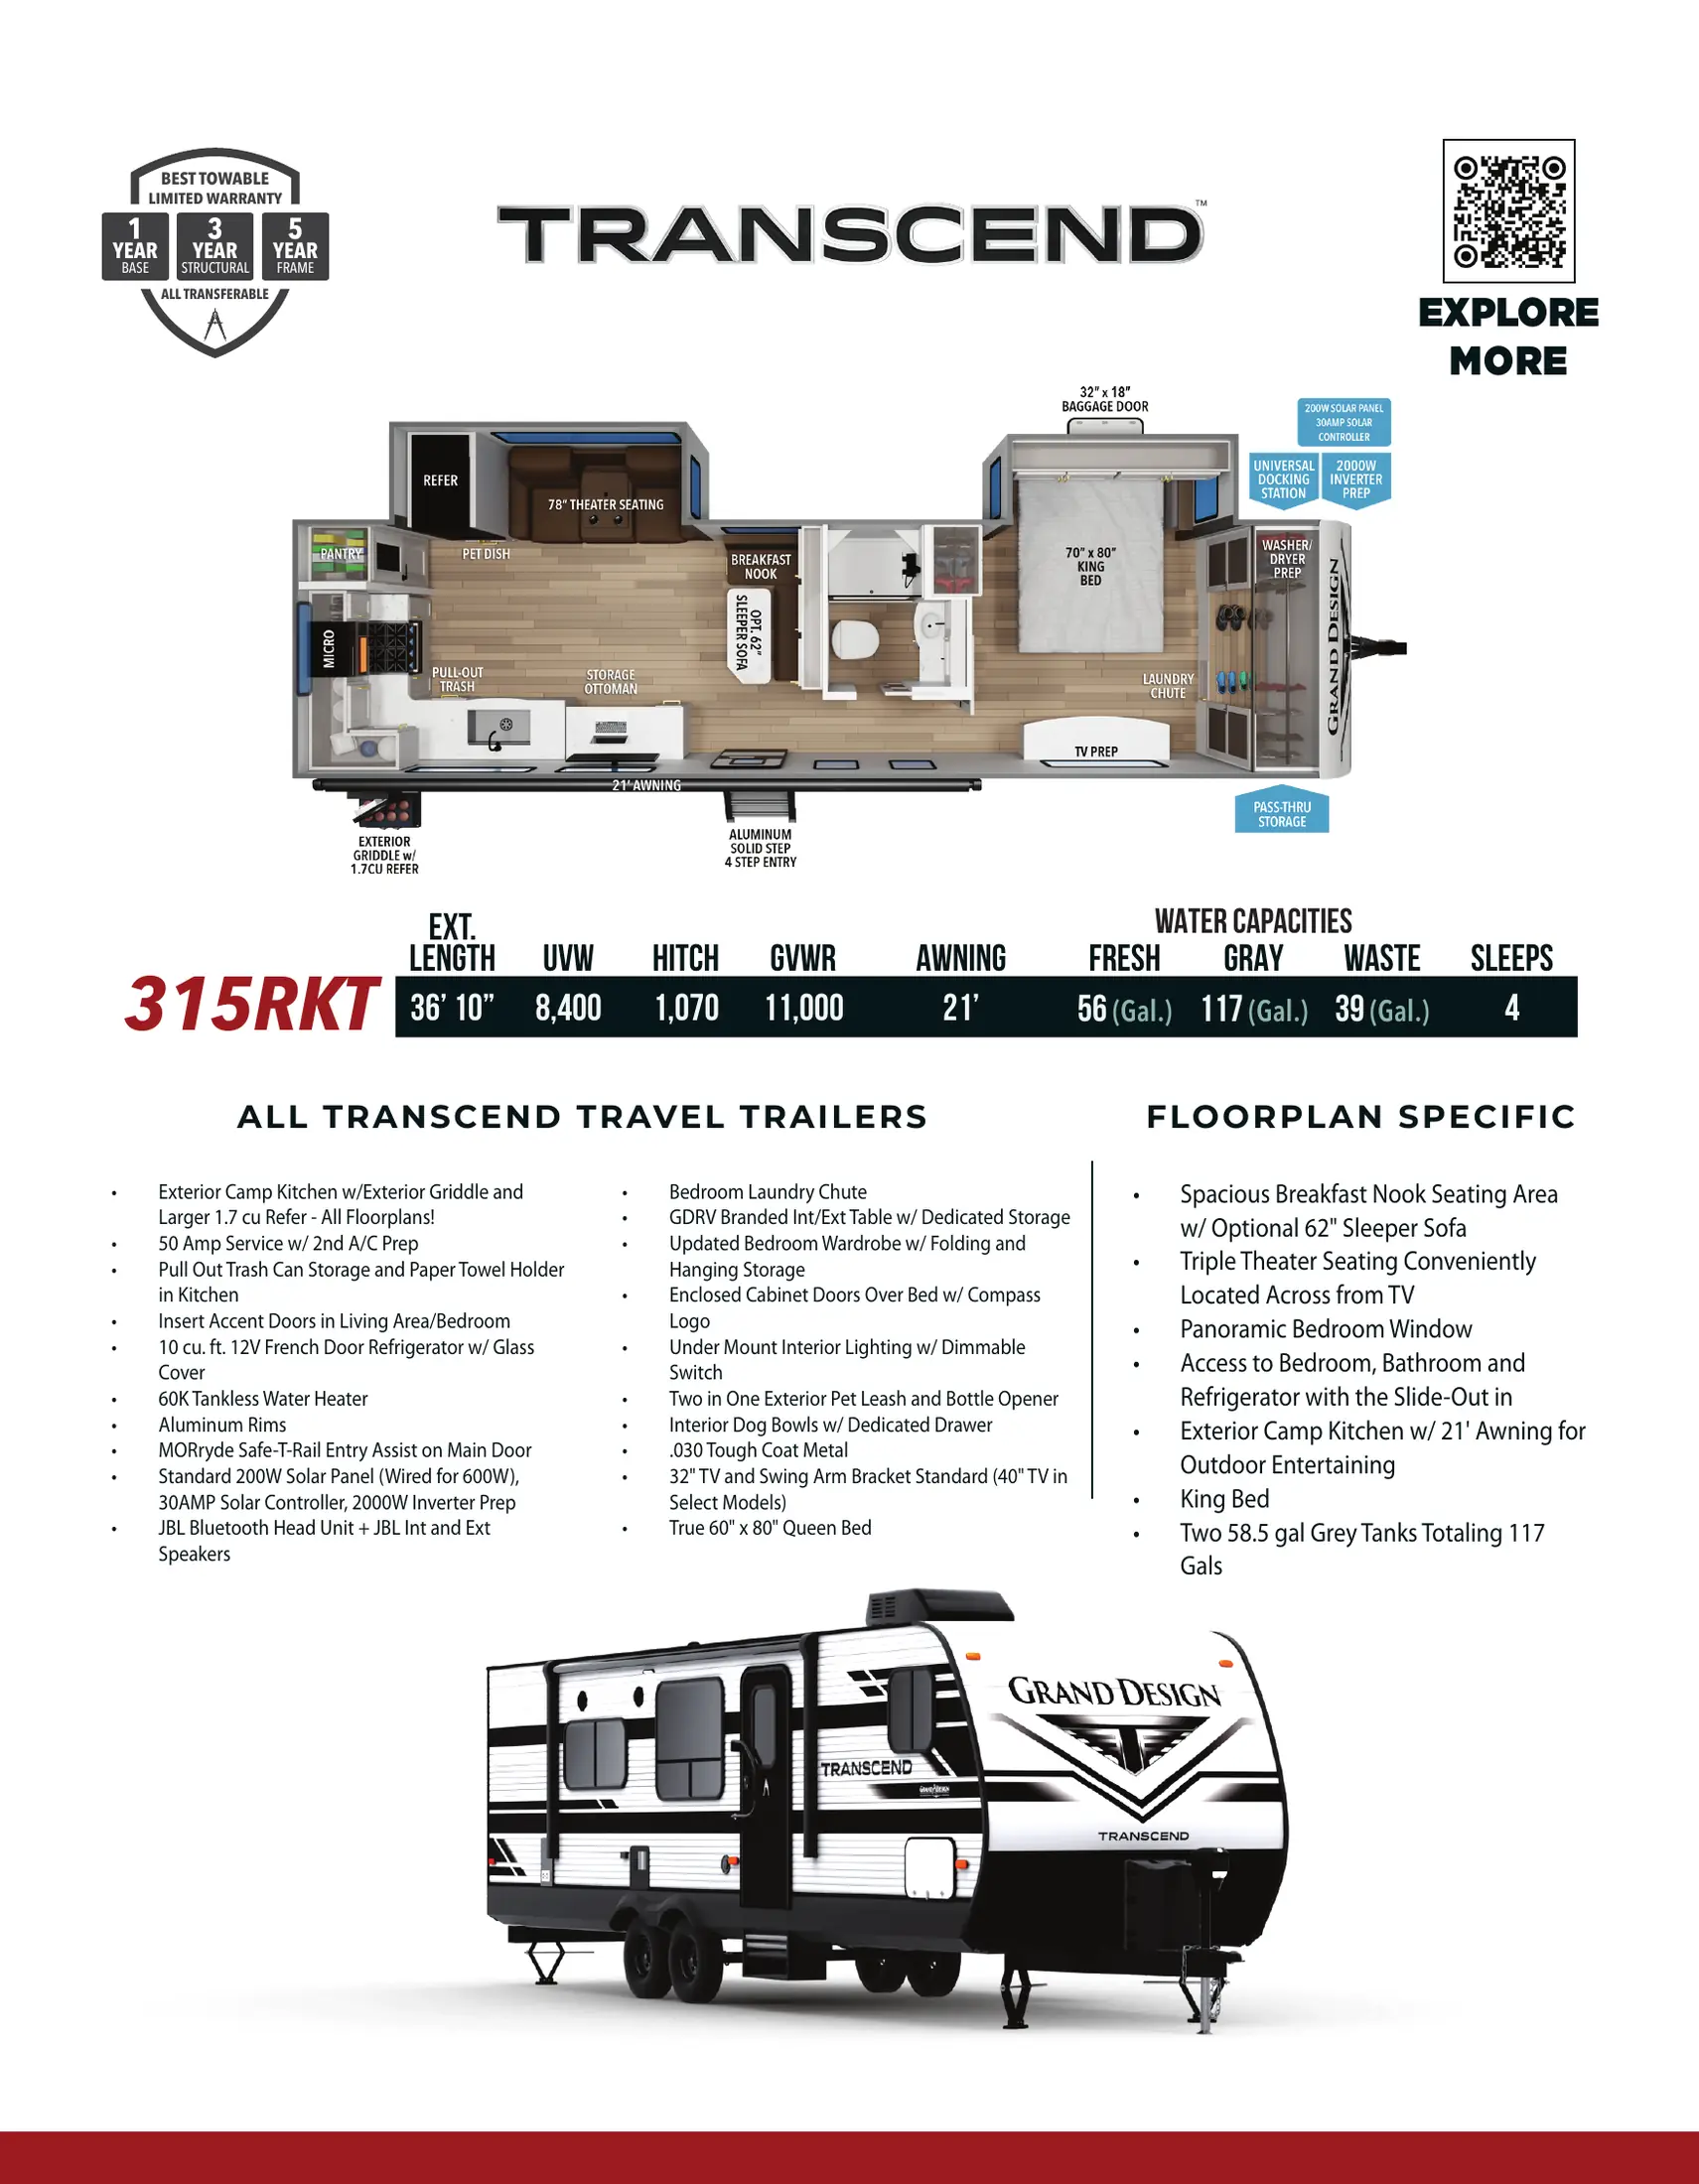 BEST TOWABLE
LIMITED WARRANTY
1 YEAR BASE
3 YEAR STRUCTURAL
5 YEAR FRAME
ALL TRANSFERABLE
TRANSCEND™
EXPLORE
MORE
32" x 18"
BAGGAGE DOOR
200W SOLAR PANEL
30AMP SOLAR
CONTROLLER
UNIVERSAL
DOCKING
STATION
2000W
INVERTER
PREP
REFER
78" THEATER SEATING
PANTRY
PET DISH
BREAKFAST
NOOK
OPT. 62"
SLEEPER SOFA
70" x 80"
KING
BED
WASHER/
DRYER
PREP
GRAND DESIGN
MICRO
PULL-OUT
TRASH
STORAGE
OTTOMAN
LAUNDRY
CHUTE
TV PREP
21' AWNING
PASS-THRU
STORAGE
EXTERIOR
GRIDDLE w/
1.7CU REFER
ALUMINUM
SOLID STEP
4 STEP ENTRY
WATER CAPACITIES
EXT. LENGTH UVW HITCH GVWR AWNING FRESH GRAY WASTE SLEEPS
315RKT 36' 10" 8,400 1,070 11,000 21' 56 (Gal.) 117 (Gal.) 39 (Gal.) 4
ALL TRANSCEND TRAVEL TRAILERS
• Exterior Camp Kitchen w/Exterior Griddle and
Larger 1.7 cu Refer - All Floorplans!
• 50 Amp Service w/ 2nd A/C Prep
• Pull Out Trash Can Storage and Paper Towel Holder
in Kitchen
• Insert Accent Doors in Living Area/Bedroom
• 10 cu. ft. 12V French Door Refrigerator w/ Glass
Cover
• 60K Tankless Water Heater
• Aluminum Rims
• MORryde Safe-T-Rail Entry Assist on Main Door
• Standard 200W Solar Panel (Wired for 600W),
30AMP Solar Controller, 2000W Inverter Prep
• JBL Bluetooth Head Unit + JBL Int and Ext
Speakers
• Bedroom Laundry Chute
• GDRV Branded Int/Ext Table w/ Dedicated Storage
• Updated Bedroom Wardrobe w/ Folding and
Hanging Storage
• Enclosed Cabinet Doors Over Bed w/ Compass
Logo
• Under Mount Interior Lighting w/ Dimmable
Switch
• Two in One Exterior Pet Leash and Bottle Opener
• Interior Dog Bowls w/ Dedicated Drawer
• .030 Tough Coat Metal
• 32" TV and Swing Arm Bracket Standard (40" TV in
Select Models)
• True 60" x 80" Queen Bed
FLOORPLAN SPECIFIC
• Spacious Breakfast Nook Seating Area
w/ Optional 62" Sleeper Sofa
• Triple Theater Seating Conveniently
Located Across from TV
• Panoramic Bedroom Window
• Access to Bedroom, Bathroom and
Refrigerator with the Slide-Out in
• Exterior Camp Kitchen w/ 21' Awning for
Outdoor Entertaining
• King Bed
• Two 58.5 gal Grey Tanks Totaling 117
Gals
GRAND DESIGN
TRANSCEND
GRAND DESIGN
TRANSCEND